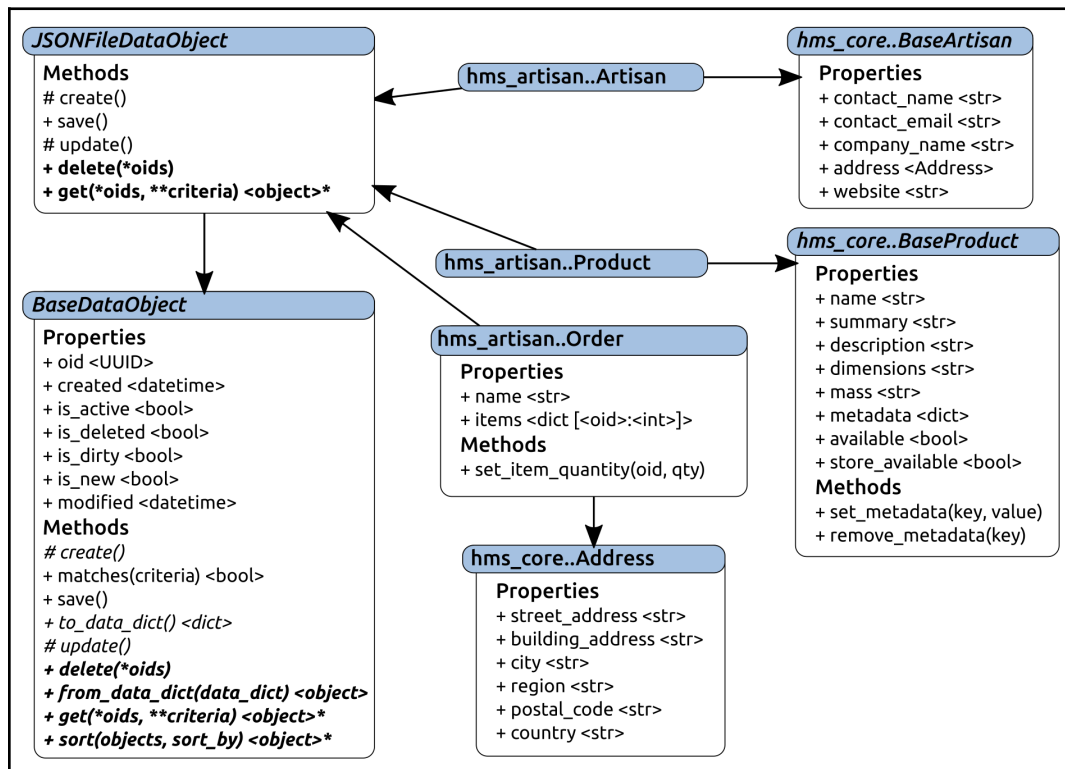 JSONFileDataObject
Methods
# create()
+ save()
# update()
+ delete(*oids)
+ get(*oids, **criteria) <object>*
hms_artisan..Artisan
hms_core..BaseArtisan
Properties
+ contact_name <str>
+ contact_email <str>
+ company_name <str>
+ address <Address>
+ website <str>
hms_artisan..Product
hms_core..BaseProduct
Properties
+ name <str>
+ summary <str>
+ description <str>
+ dimensions <str>
+ mass <str>
+ metadata <dict>
+ available <bool>
+ store_available <bool>
Methods
+ set_metadata(key, value)
+ remove_metadata(key)
BaseDataObject
Properties
+ oid <UUID>
+ created <datetime>
+ is_active <bool>
+ is_deleted <bool>
+ is_dirty <bool>
+ is_new <bool>
+ modified <datetime>
Methods
# create()
+ matches(criteria) <bool>
+ save()
+ to_data_dict() <dict>
# update()
+ delete(*oids)
+ from_data_dict(data_dict) <object>
+ get(*oids, **criteria) <object>*
+ sort(objects, sort_by) <object>*
hms_artisan..Order
Properties
+ name <str>
+ items <dict [<oid>:<int>]>
Methods
+ set_item_quantity(oid, qty)
hms_core..Address
Properties
+ street_address <str>
+ building_address <str>
+ city <str>
+ region <str>
+ postal_code <str>
+ country <str>